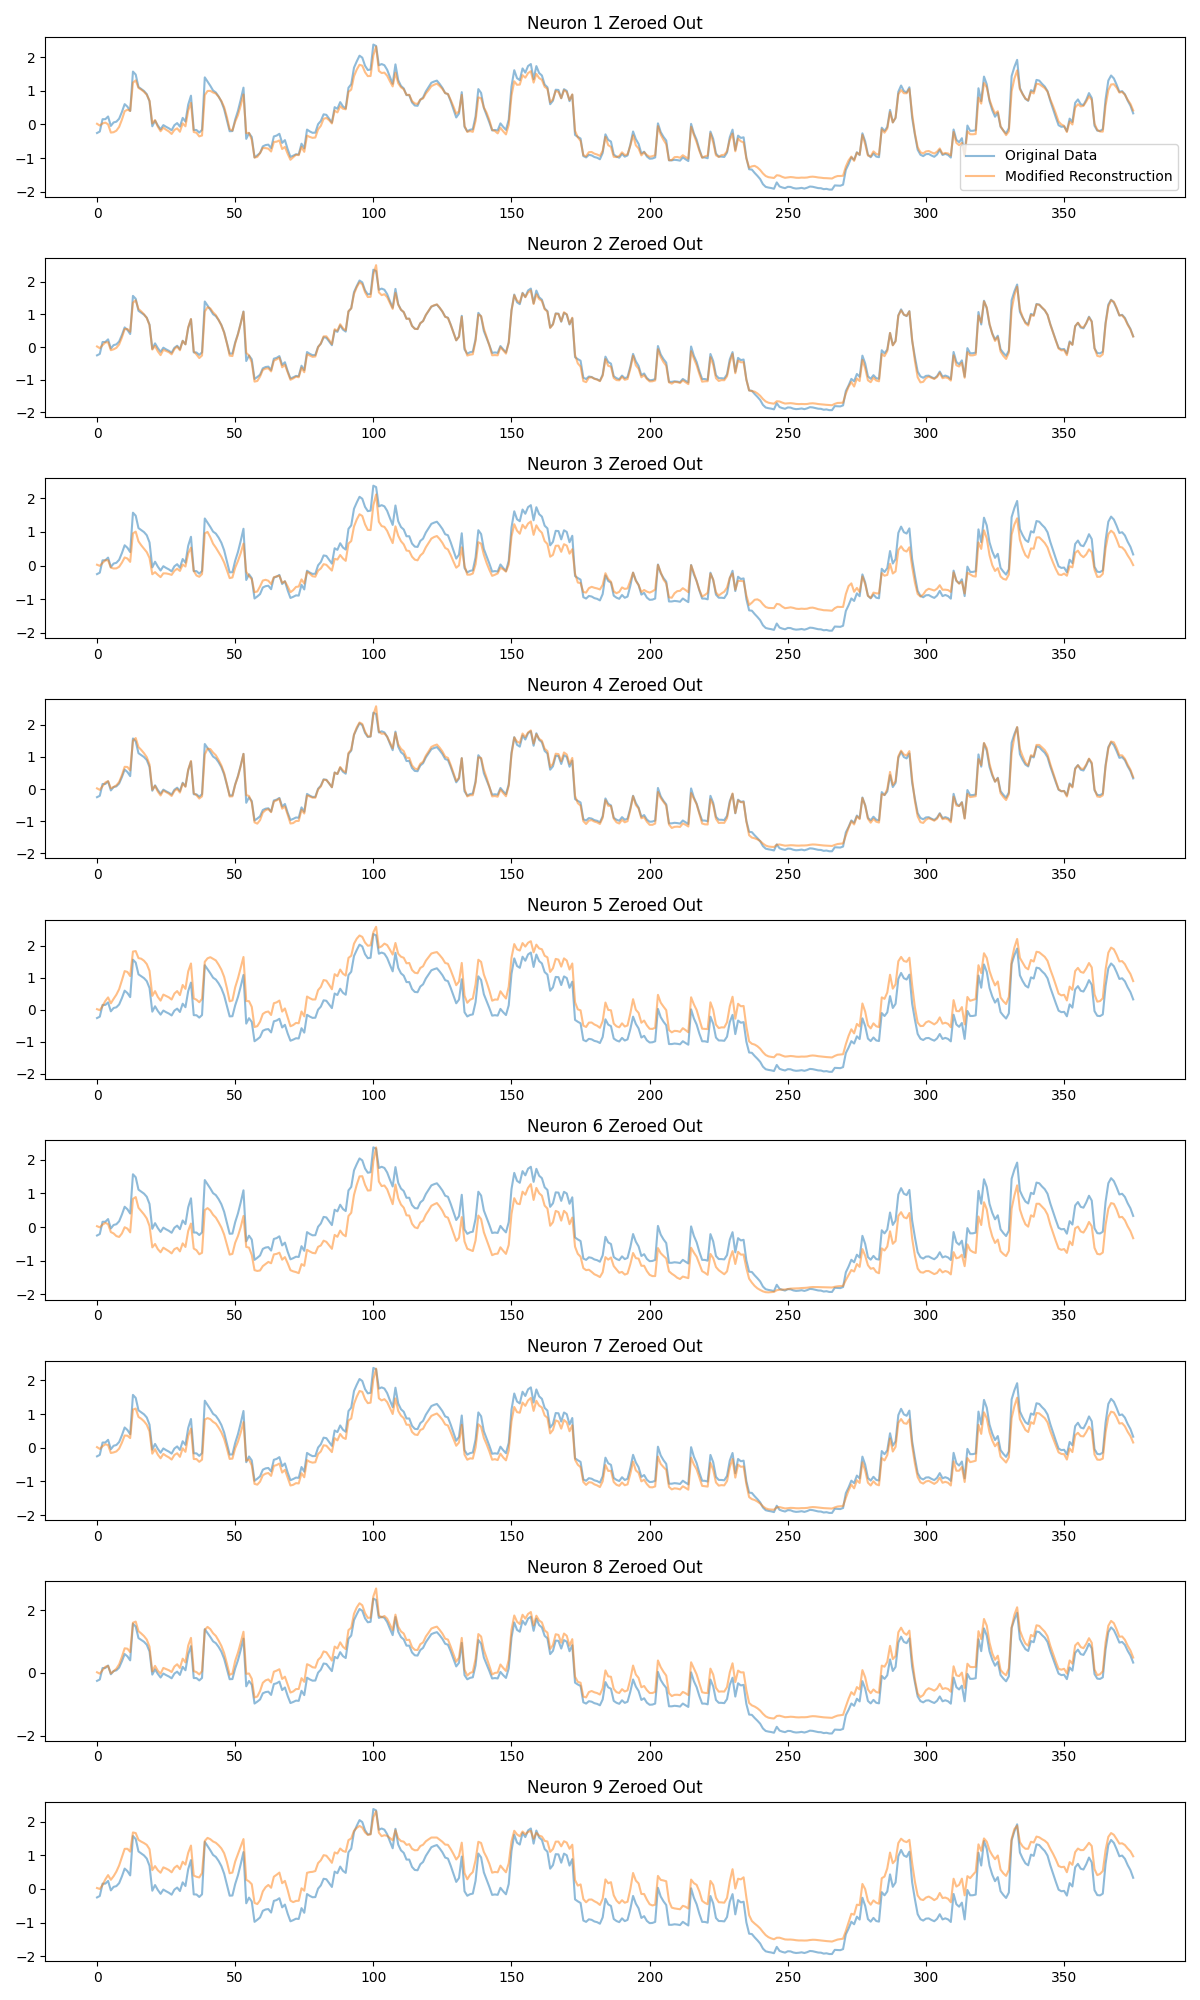 Neuron 1 Zeroed Out
2
1
0
−1
−2
Original Data
Modified Reconstruction
0 50 100 150 200 250 300 350
Neuron 2 Zeroed Out
2
1
0
−1
−2
0 50 100 150 200 250 300 350
Neuron 3 Zeroed Out
2
1
0
−1
−2
0 50 100 150 200 250 300 350
Neuron 4 Zeroed Out
2
1
0
−1
−2
0 50 100 150 200 250 300 350
Neuron 5 Zeroed Out
2
1
0
−1
−2
0 50 100 150 200 250 300 350
Neuron 6 Zeroed Out
2
1
0
−1
−2
0 50 100 150 200 250 300 350
Neuron 7 Zeroed Out
2
1
0
−1
−2
0 50 100 150 200 250 300 350
Neuron 8 Zeroed Out
2
0
−2
0 50 100 150 200 250 300 350
Neuron 9 Zeroed Out
2
1
0
−1
−2
0 50 100 150 200 250 300 350